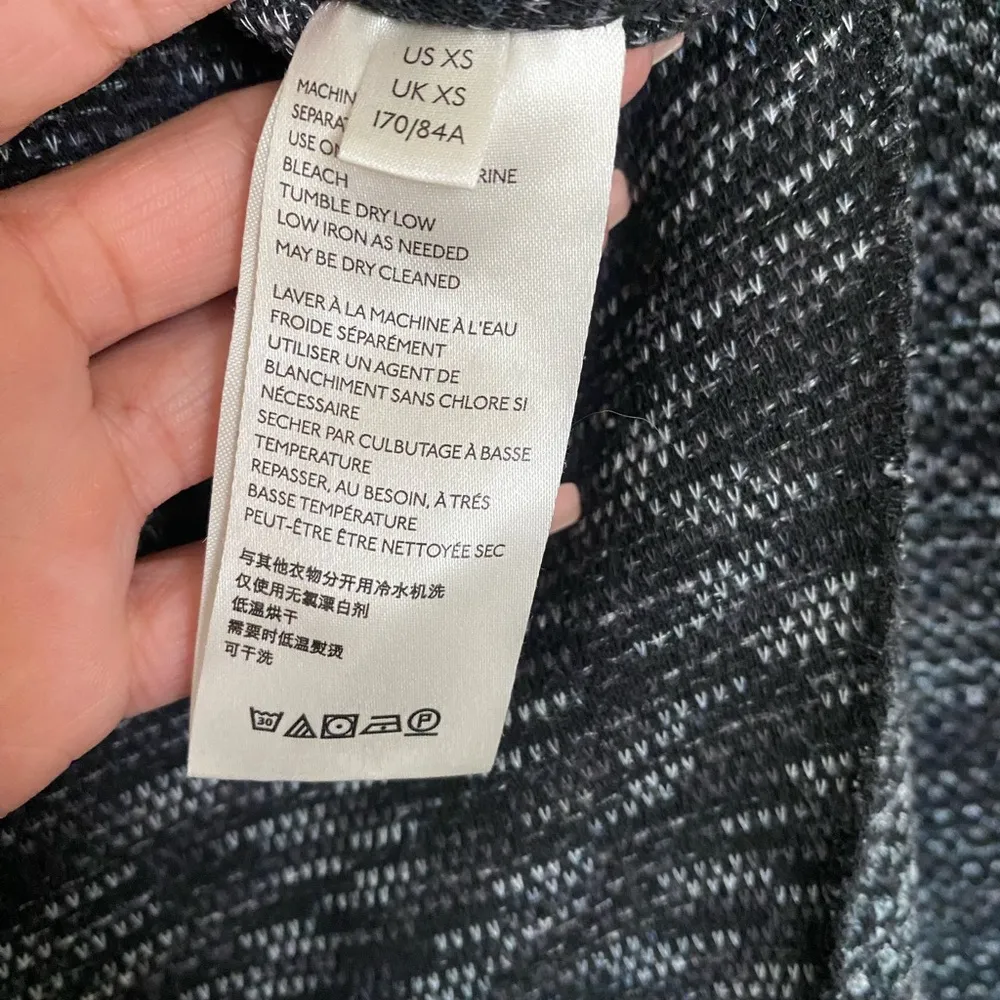 US XS
UK XS
170/84A
MACHIN
SEPARA
USE ON
RINE
BLEACH
TUMBLE DRY LOW
LOW IRON AS NEEDED
MAY BE DRY CLEANED
LAVER À LA MACHINE À L'EAU
FROIDE SÉPARÉMENT
UTILISER UN AGENT DE
BLANCHIMENT SANS CHLORE SI
NÉCESSAIRE
SECHER PAR CULBUTAGE À BASSE
TEMPERATURE
REPASSER, AU BESOIN, À TRÉS
BASSE TEMPÉRATURE
PEUT-ÊTRE ÊTRE NETTOYÉE SEC
与其他衣物分开用冷水机洗
仅使用无氯漂白剂
低温烘干
需要时低温熨烫
可干洗
30 P